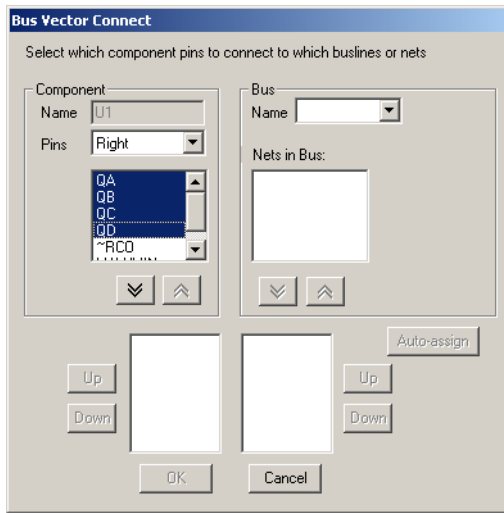 Bus Vector Connect
Select which component pins to connect to which buslines or nets
Component
Name U1
Pins Right
QA
QB
QC
QD
~RCO
Bus
Name
Nets in Bus:
Auto-assign
Up
Down
Up
Down
OK
Cancel